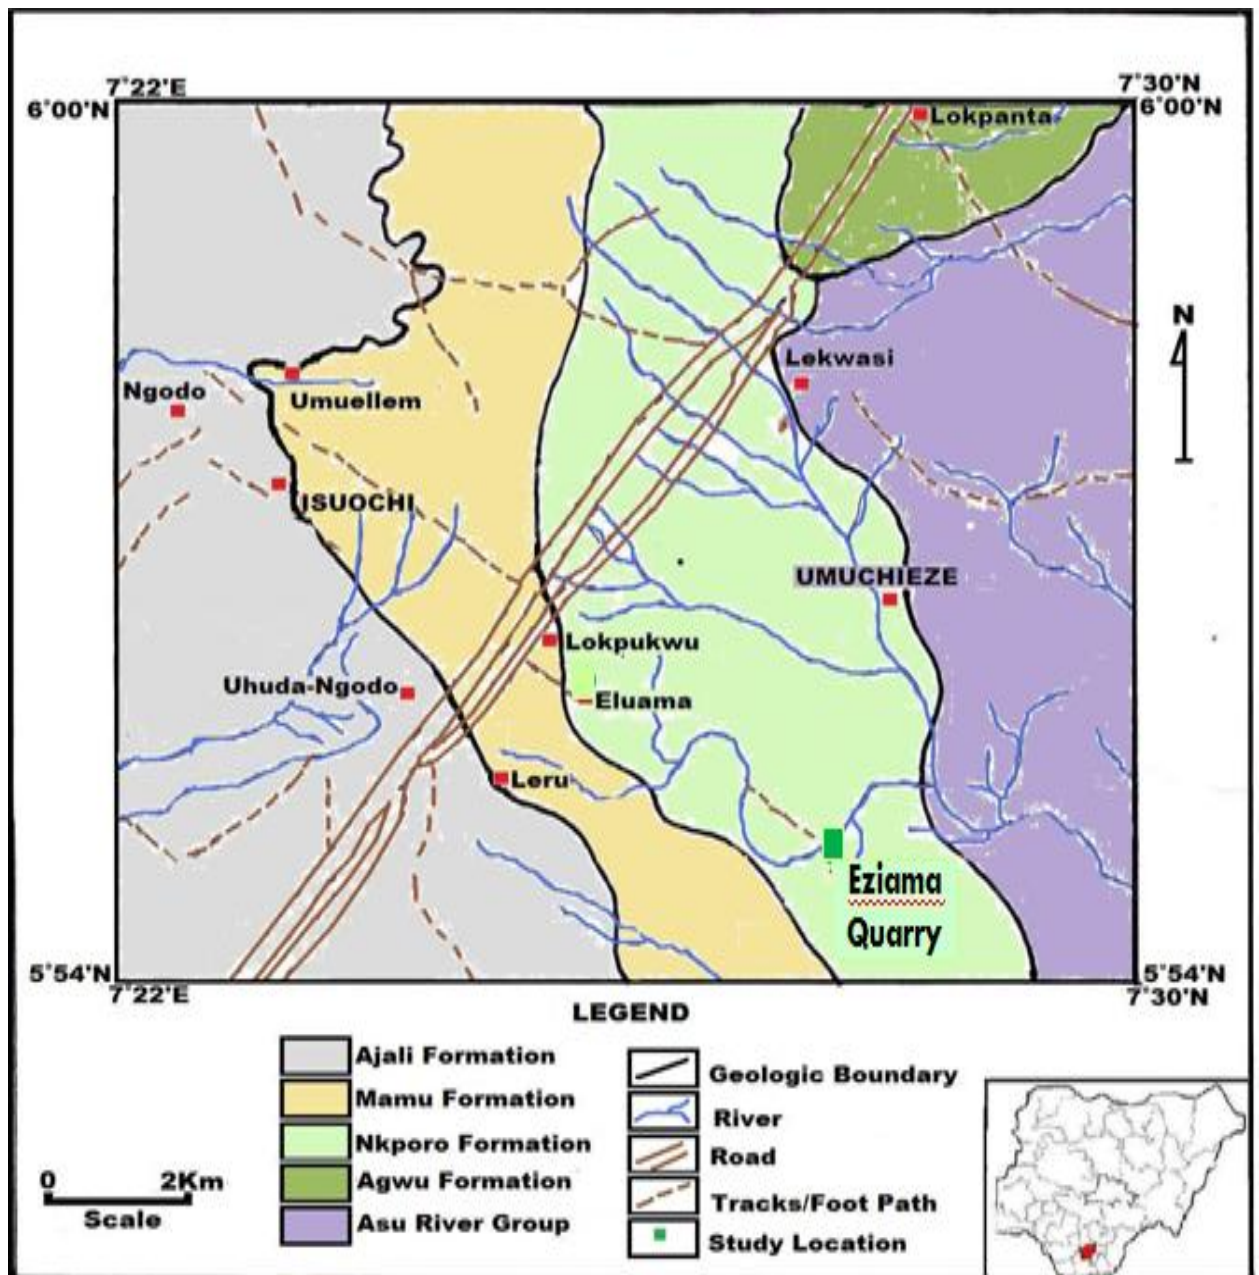 7°22'E
7°30'N
6°00'N
6°00'N
Lokpanta
Lekwasi
Ngodo
Umuellem
ISUOCHI
UMUCHIEZE
Lokpukwu
Uhuda-Ngodo
Eluama
Leru
Eziama
Quarry
N
5°54'N
5°54'N
7°22'E
7°30'N
LEGEND
Ajali Formation
Mamu Formation
Nkporo Formation
Agwu Formation
Asu River Group
Geologic Boundary
River
Road
Tracks/Foot Path
Study Location
0 2Km
Scale